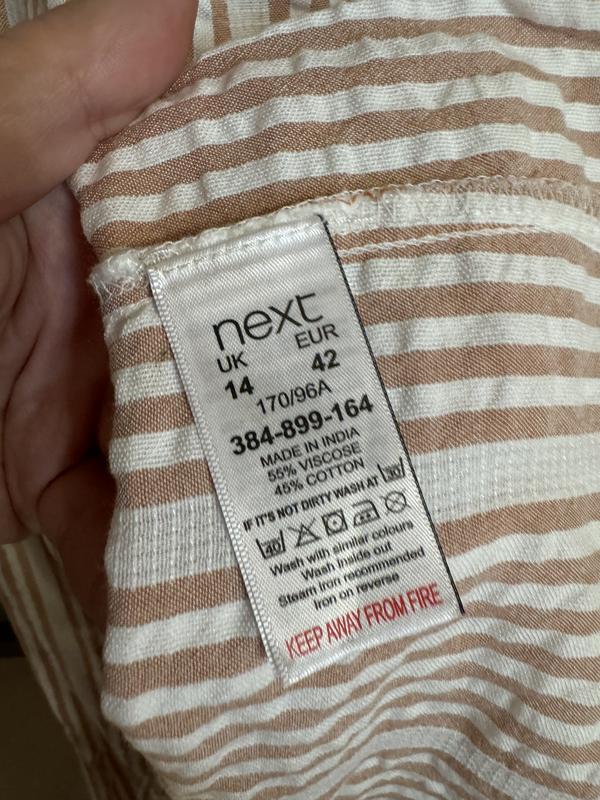 next
UK EUR
14 42
170/96A
384-899-164
MADE IN INDIA
55% VISCOSE
45% COTTON
IF IT'S NOT DIRTY WASH AT 30
40
Wash with similar colours
Wash inside out
Steam iron recommended
Iron on reverse
KEEP AWAY FROM FIRE